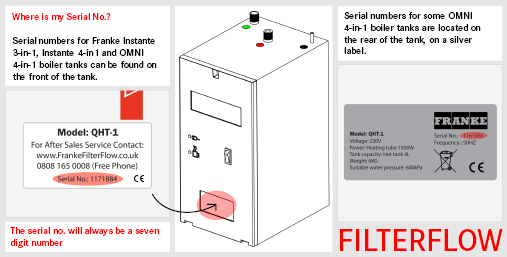 Where is my Serial No.?
Serial numbers for Franke Instante
3-in-1, Instante 4-in1 and OMNI
4-in-1 boiler tanks can be found on
the front of the tank.
Model: QHT-1
For After Sales Service Contact:
www.FrankeFilterFlow.co.uk
0808 165 0008 (Free Phone)
Serial No.: 1171884
CE
The serial no. will always be a seven
digit number
Serial numbers for some OMNI
4-in-1 boiler tanks are located on
the rear of the tank, on a silver
label.
FRANKE
Model: QHT-1
Serial No.:
Voltage: 230V
Frequency.: 50HZ
Power: Heating tube 1500W
Tank capacity: Hot tank 4L
Weight: 6KG
Suitable water pressure: 600kPa
CE
FILTERFLOW